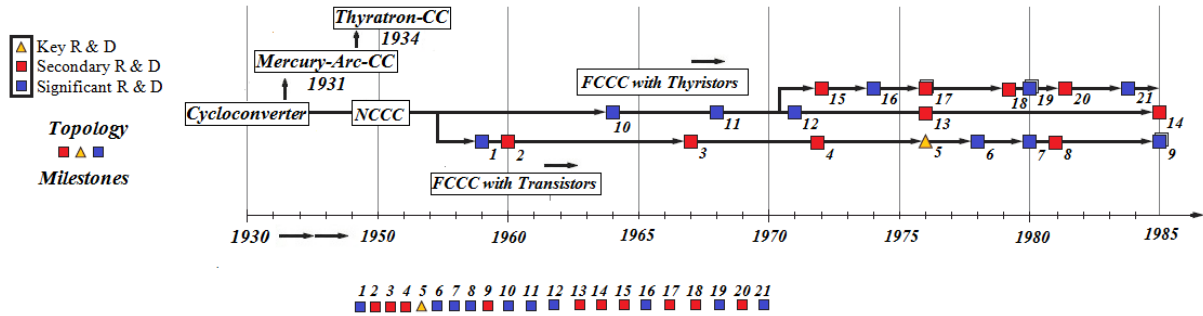 Thyratron-CC
1934
Key R & D
Secondary R & D
Significant R & D
Mercury-Arc-CC
1931
FCCC with Thyristors
15 16 17 18 19 20 21
Cycloconverter
NCCC
10 11 12 13 14
Topology
Milestones
1 2 3 4 5 6 7 8 9
FCCC with Transistors
1930 1950 1960 1965 1970 1975 1980 1985
1 2 3 4 5 6 7 8 9 10 11 12 13 14 15 16 17 18 19 20 21